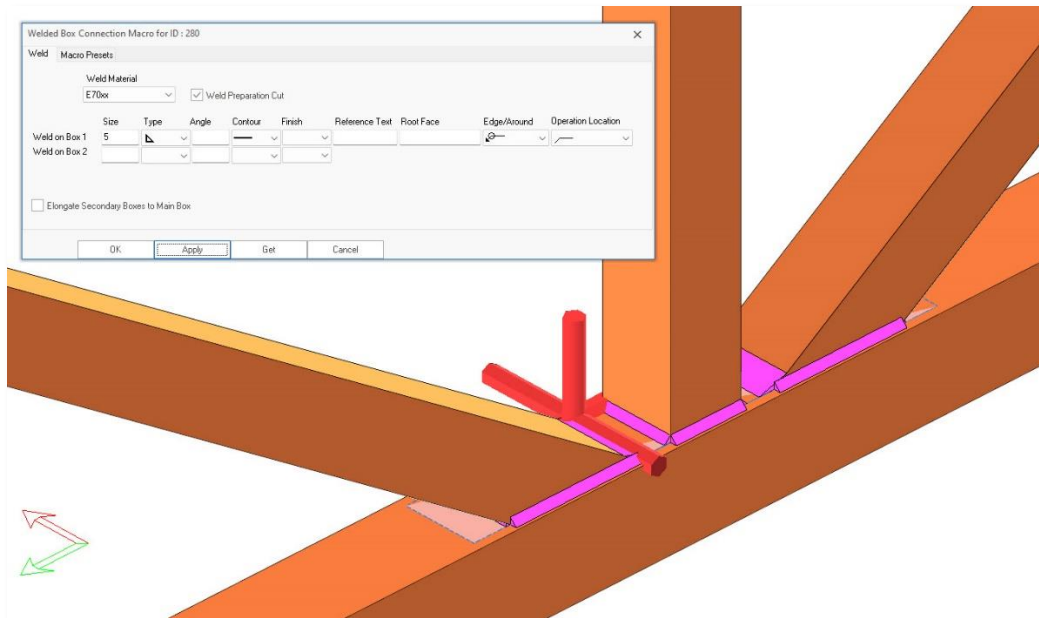 Welded Box Connection Macro for ID : 280
Weld Macro Presets
Weld Material
E70xx Weld Preparation Cut
Size Type Angle Contour Finish Reference Text Root Face Edge/Around Operation Location
Weld on Box 1 5
Weld on Box 2
Elongate Secondary Boxes to Main Box
OK Apply Get Cancel